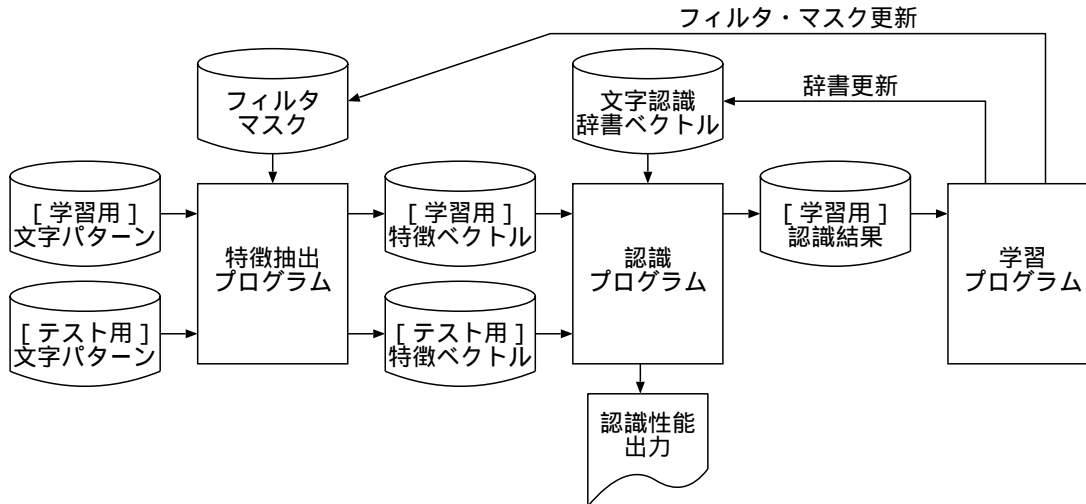 フィルタ・マスク更新
フィルタ
マスク
文字認識
辞書ベクトル
辞書更新
[ 学習用 ]
文字パターン
特徴抽出
プログラム
[ 学習用 ]
特徴ベクトル
認識
プログラム
[ 学習用 ]
認識結果
学習
プログラム
[ テスト用 ]
文字パターン
[ テスト用 ]
特徴ベクトル
認識性能
出力